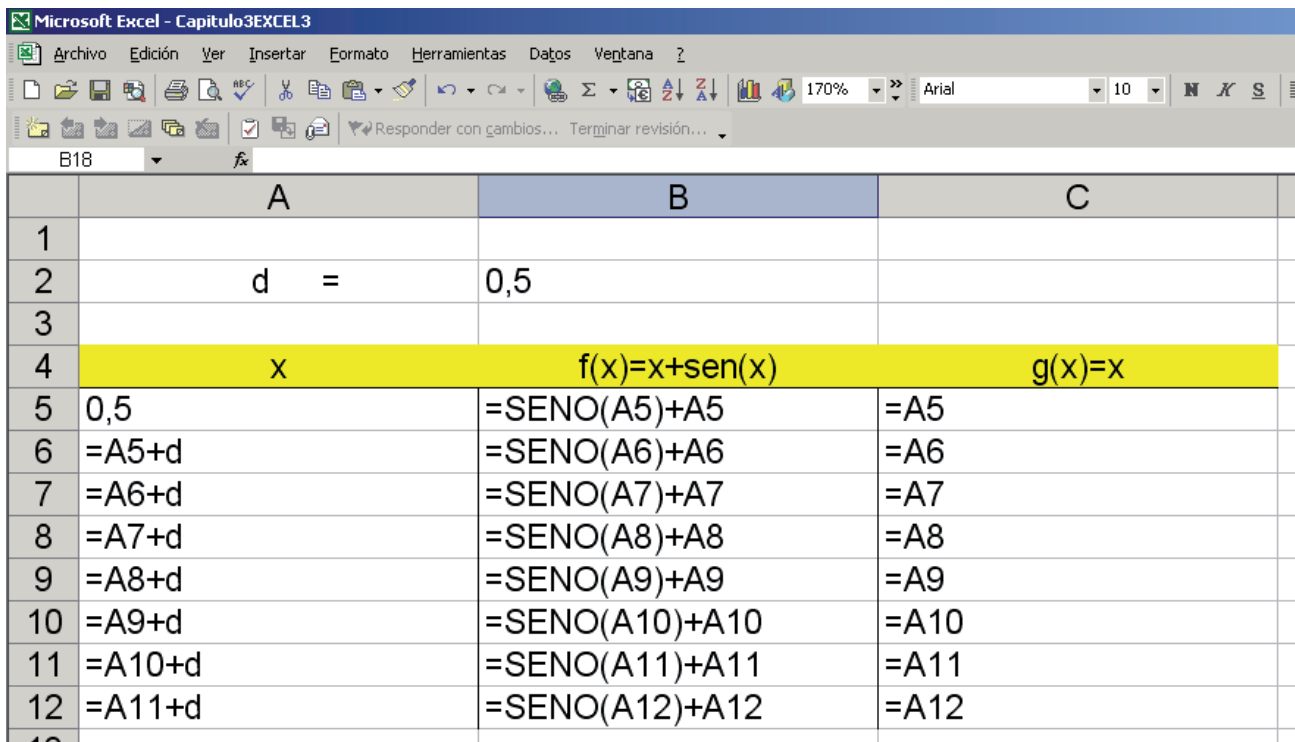 Microsoft Excel - Capitulo3EXCEL3
Archivo Edición Ver Insertar Formato Herramientas Datos Ventana ?
170% Arial 10 N K S
Responder con cambios... Terminar revisión...
B18 fx
A B C
1
2 d = 0,5
3
4 x f(x)=x+sen(x) g(x)=x
5 0,5 =SENO(A5)+A5 =A5
6 =A5+d =SENO(A6)+A6 =A6
7 =A6+d =SENO(A7)+A7 =A7
8 =A7+d =SENO(A8)+A8 =A8
9 =A8+d =SENO(A9)+A9 =A9
10 =A9+d =SENO(A10)+A10 =A10
11 =A10+d =SENO(A11)+A11 =A11
12 =A11+d =SENO(A12)+A12 =A12